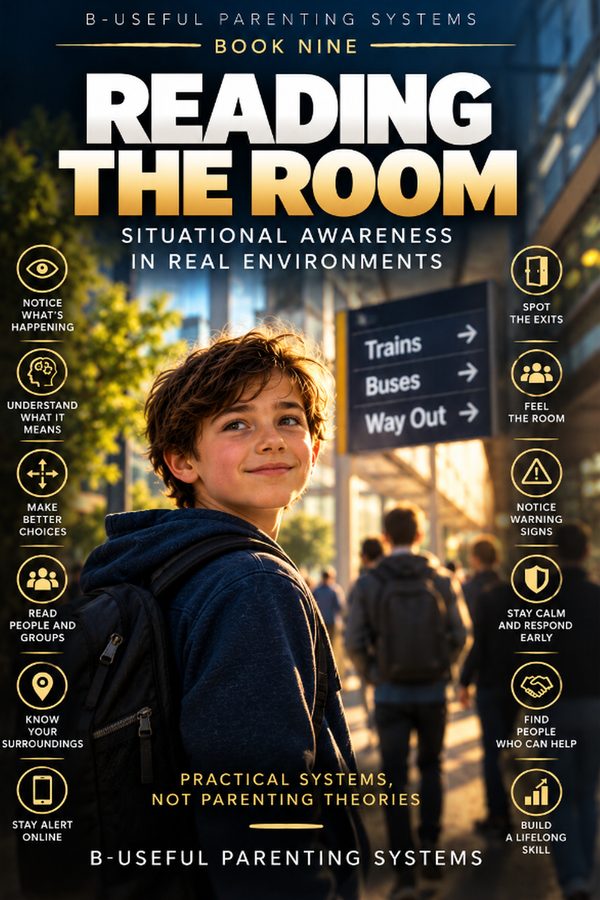 B-USEFUL PARENTING SYSTEMS
BOOK NINE
READING
THE ROOM
SITUATIONAL AWARENESS
IN REAL ENVIRONMENTS
NOTICE
WHAT'S
HAPPENING
UNDERSTAND
WHAT IT
MEANS
MAKE
BETTER
CHOICES
READ
PEOPLE AND
GROUPS
KNOW
YOUR
SURROUNDINGS
STAY ALERT
ONLINE
Trains →
Buses →
Way Out →
SPOT
THE EXITS
FEEL
THE ROOM
NOTICE
WARNING
SIGNS
STAY CALM
AND RESPOND
EARLY
FIND
PEOPLE
WHO CAN HELP
BUILD
A LIFELONG
SKILL
PRACTICAL SYSTEMS,
NOT PARENTING THEORIES
B-USEFUL PARENTING SYSTEMS